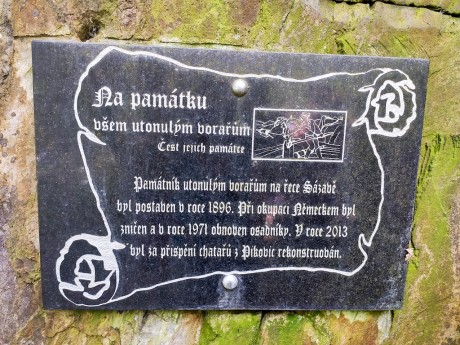 Na památku
všem utonulým vorařům
Čest jejich památce
Památník utonulým vorařům na řece Sázavě
byl postaben v roce 1896. Při okupaci Německem byl
zničen a v roce 1971 obnoven osadníky. V roce 2013
byl za přispění chatařů z Pikovic rekonstruován.